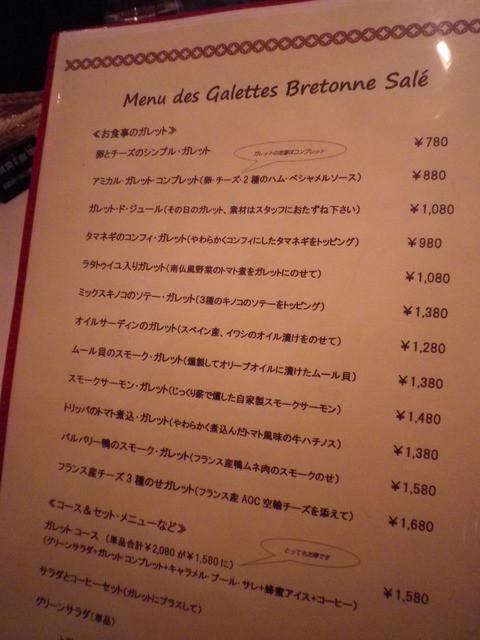 Menu des Galettes Bretonne Salé
≪お食事のガレット≫
卵とチーズのシンプル・ガレット ¥780
ガレットの定番はコンプレット
アミカル・ガレット コンプレット(卵・チーズ・2種のハム・ベシャメルソース) ¥880
ガレット・ド・ジュール(その日のガレット、素材はスタッフにおたずね下さい) ¥1,080
タマネギのコンフィ・ガレット(やわらかくコンフィにしたタマネギをトッピング) ¥980
ラタトゥイユ入りガレット(南仏風野菜のトマト煮をガレットにのせて) ¥1,080
ミックスキノコのソテー・ガレット(3種のキノコのソテーをトッピング) ¥1,380
オイルサーディンのガレット(スペイン産、イワシのオイル漬けをのせて) ¥1,280
ムール貝のスモーク・ガレット(燻製してオリーブオイルに漬けたムール貝) ¥1,380
スモークサーモン・ガレット(じっくり薪で燻した自家製スモークサーモン) ¥1,480
トリッパのトマト煮込・ガレット(やわらかく煮込んだトマト風味の牛ハチノス) ¥1,380
バルバリー鴨のスモーク・ガレット(フランス産鴨ムネ肉のスモークのせ) ¥1,580
フランス産チーズ3種のせガレット(フランス産AOC空輸チーズを添えて) ¥1,680
≪コース&セット・メニューなど≫
ガレットコース (単品合計¥2,080が¥1,580に)
とってもお得です
(グリーンサラダ+ガレットコンプレット+キャラメル・ブール・サレ+蜂蜜アイス+コーヒー) ¥1,580
サラダとコーヒーセット(ガレットにプラスして)
グリーンサラダ(単品)